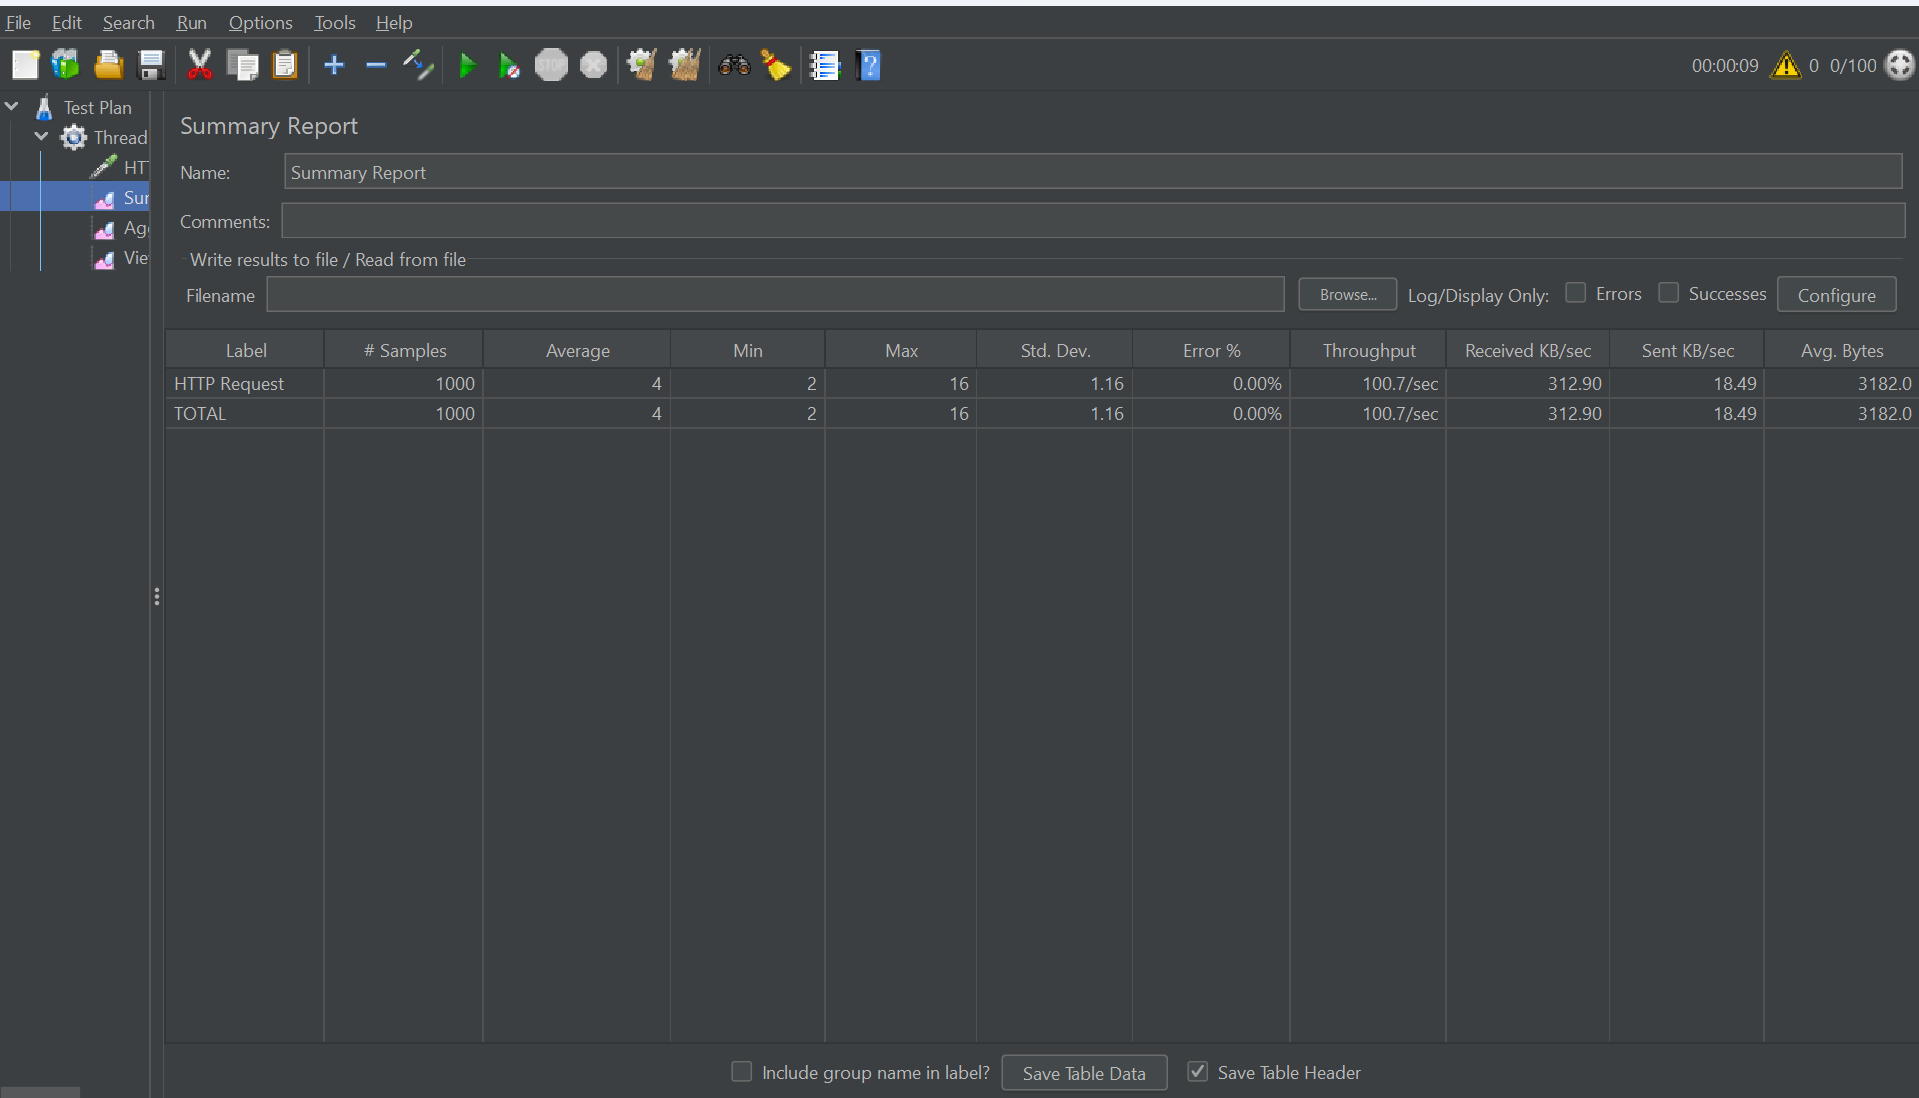 File Edit Search Run Options Tools Help
STOP 00:00:09 0 0/100
Test Plan
Thread
HT
Sur
Ag
Vie
Summary Report
Name: Summary Report
Comments:
Write results to file / Read from file
Filename Browse... Log/Display Only: Errors Successes Configure
Label # Samples Average Min Max Std. Dev. Error % Throughput Received KB/sec Sent KB/sec Avg. Bytes
HTTP Request 1000 4 2 16 1.16 0.00% 100.7/sec 312.90 18.49 3182.0
TOTAL 1000 4 2 16 1.16 0.00% 100.7/sec 312.90 18.49 3182.0
Include group name in label? Save Table Data Save Table Header